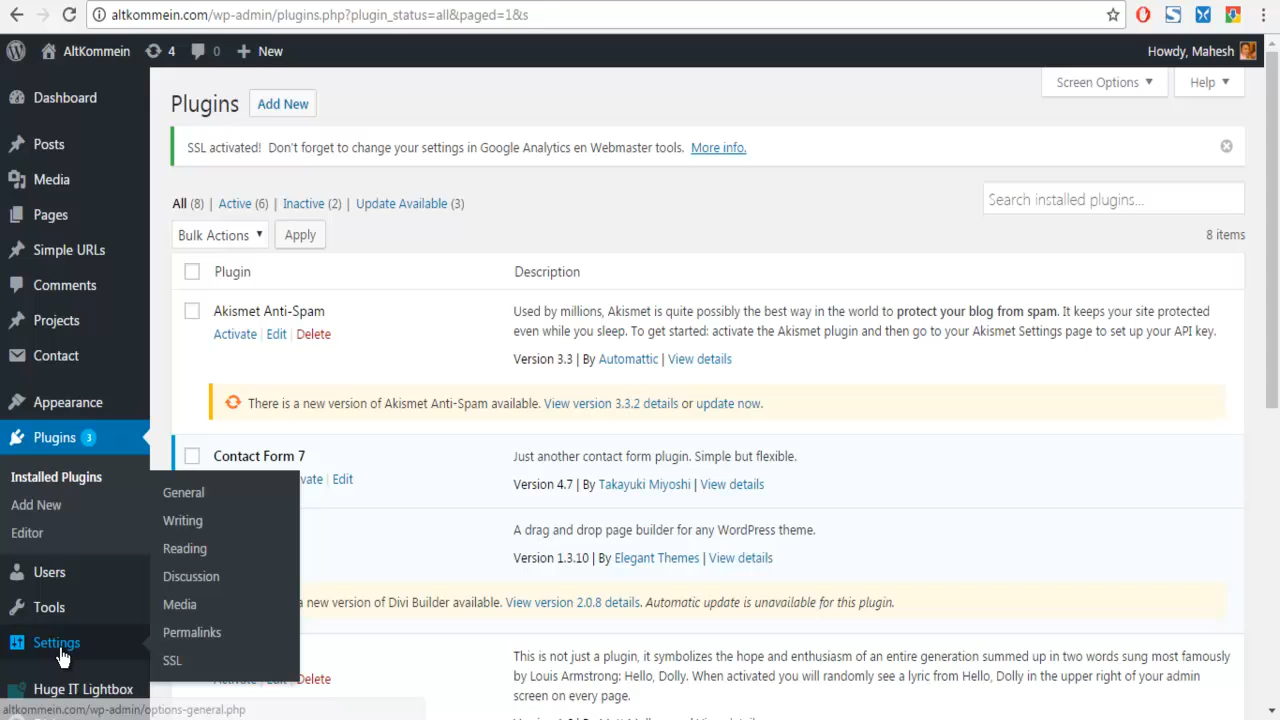 altkommein.com/wp-admin/plugins.php?plugin_status=all&paged=1&s
AltKommein 4 0 New Howdy, Mahesh
Dashboard
Posts
Media
Pages
Simple URLs
Comments
Projects
Contact
Appearance
Plugins 3
Installed Plugins
Add New
Editor
Users
Tools
Settings
Huge IT Lightbox
General
Writing
Reading
Discussion
Media
Permalinks
SSL
Screen Options Help
Plugins Add New
SSL activated! Don't forget to change your settings in Google Analytics en Webmaster tools. More info.
All (8) | Active (6) | Inactive (2) | Update Available (3)
Search installed plugins...
Bulk Actions Apply
8 items
Plugin Description
Akismet Anti-Spam
Activate | Edit | Delete
Used by millions, Akismet is quite possibly the best way in the world to protect your blog from spam. It keeps your site protected
even while you sleep. To get started: activate the Akismet plugin and then go to your Akismet Settings page to set up your API key.
Version 3.3 | By Automattic | View details
There is a new version of Akismet Anti-Spam available. View version 3.3.2 details or update now.
Contact Form 7
vate | Edit
Just another contact form plugin. Simple but flexible.
Version 4.7 | By Takayuki Miyoshi | View details
A drag and drop page builder for any WordPress theme.
Version 1.3.10 | By Elegant Themes | View details
a new version of Divi Builder available. View version 2.0.8 details. Automatic update is unavailable for this plugin.
Delete
This is not just a plugin, it symbolizes the hope and enthusiasm of an entire generation summed up in two words sung most famously
by Louis Armstrong: Hello, Dolly. When activated you will randomly see a lyric from Hello, Dolly in the upper right of your admin
screen on every page.
altkommein.com/wp-admin/options-general.php